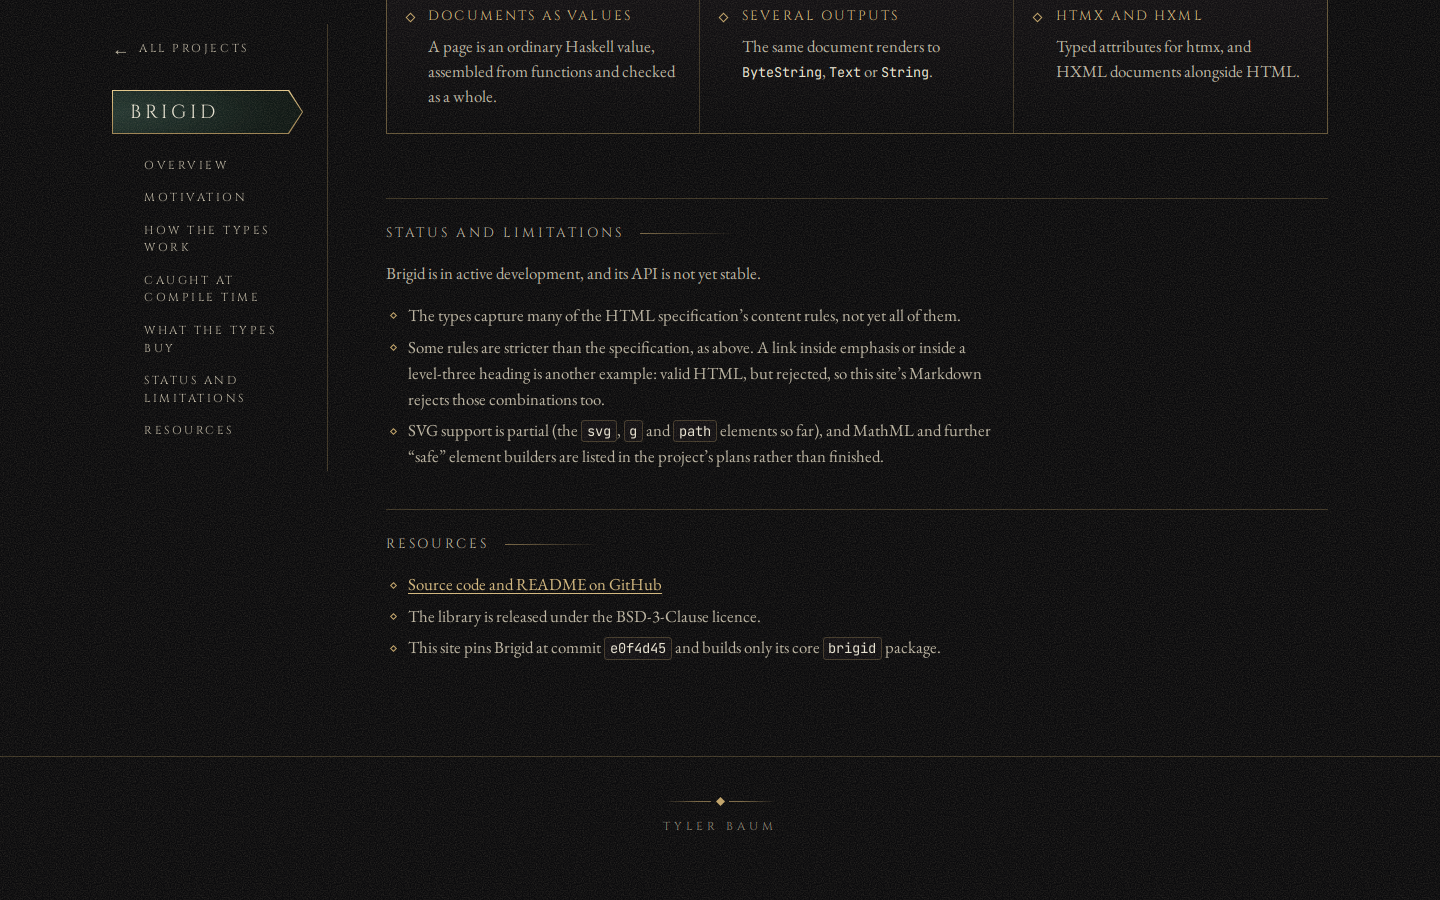 ← ALL PROJECTS
BRIGID
OVERVIEW
MOTIVATION
HOW THE TYPES
WORK
CAUGHT AT
COMPILE TIME
WHAT THE TYPES
BUY
STATUS AND
LIMITATIONS
RESOURCES
DOCUMENTS AS VALUES
A page is an ordinary Haskell value,
assembled from functions and checked
as a whole.
SEVERAL OUTPUTS
The same document renders to
ByteString, Text or String.
HTMX AND HXML
Typed attributes for htmx, and
HXML documents alongside HTML.
STATUS AND LIMITATIONS
Brigid is in active development, and its API is not yet stable.
The types capture many of the HTML specification’s content rules, not yet all of them.
Some rules are stricter than the specification, as above. A link inside emphasis or inside a
level-three heading is another example: valid HTML, but rejected, so this site’s Markdown
rejects those combinations too.
SVG support is partial (the svg, g and path elements so far), and MathML and further
“safe” element builders are listed in the project’s plans rather than finished.
RESOURCES
Source code and README on GitHub
The library is released under the BSD-3-Clause licence.
This site pins Brigid at commit e0f4d45 and builds only its core brigid package.
TYLER BAUM